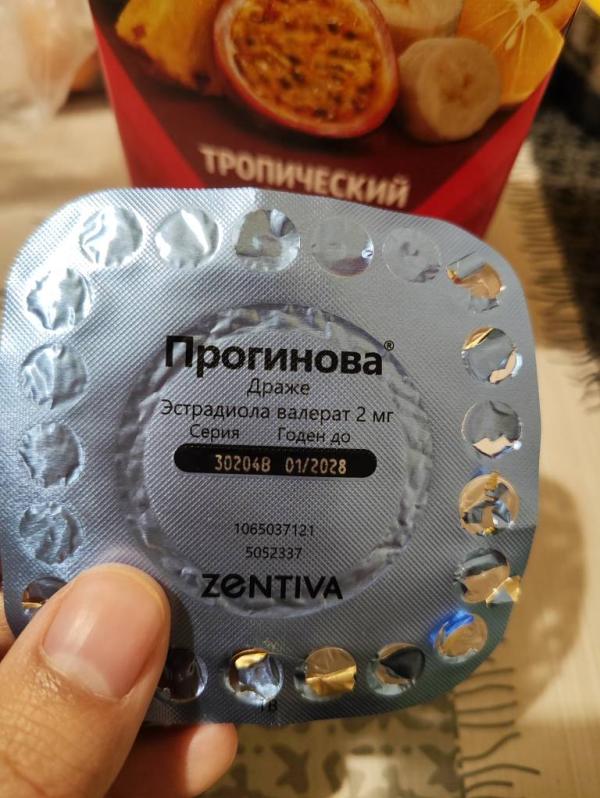 ТРОПИЧЕСКИЙ
Прогинова®
Драже
Эстрадиола валерат 2 мг
Серия Годен до
30204B 01/2028
1065037121
5052337
ZENTIVA